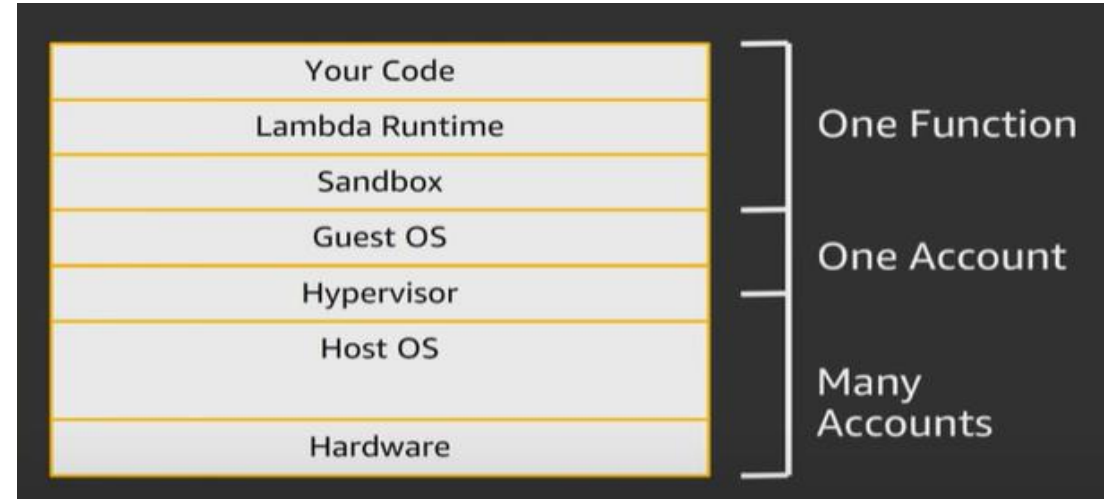 Your Code
Lambda Runtime
Sandbox
Guest OS
Hypervisor
Host OS
Hardware
One Function
One Account
Many
Accounts